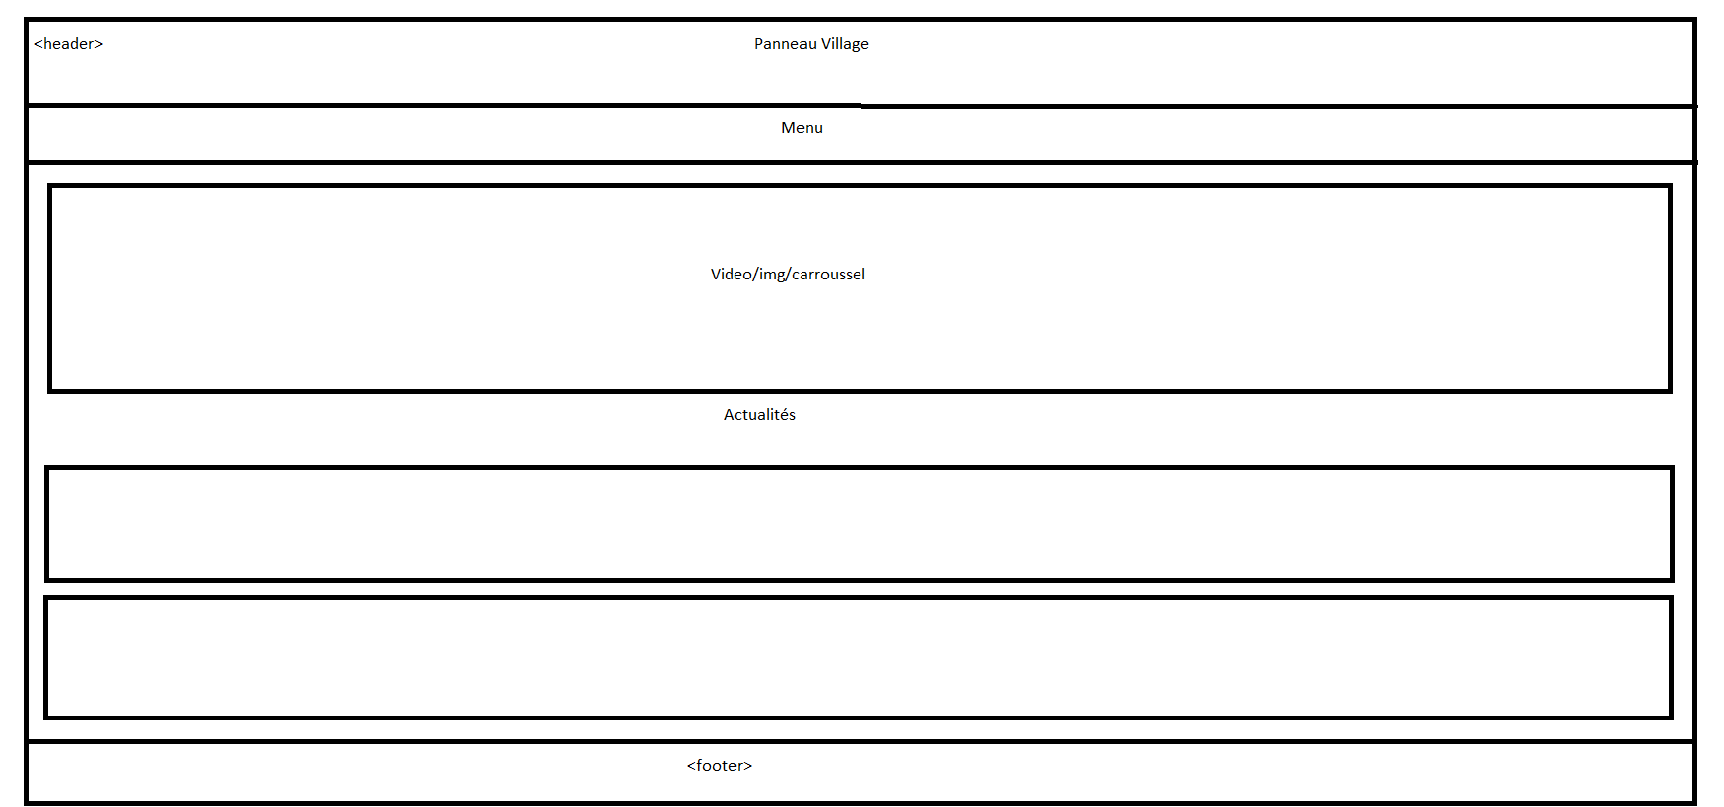 <header>
Panneau Village
Menu
Video/img/carroussel
Actualités
<footer>